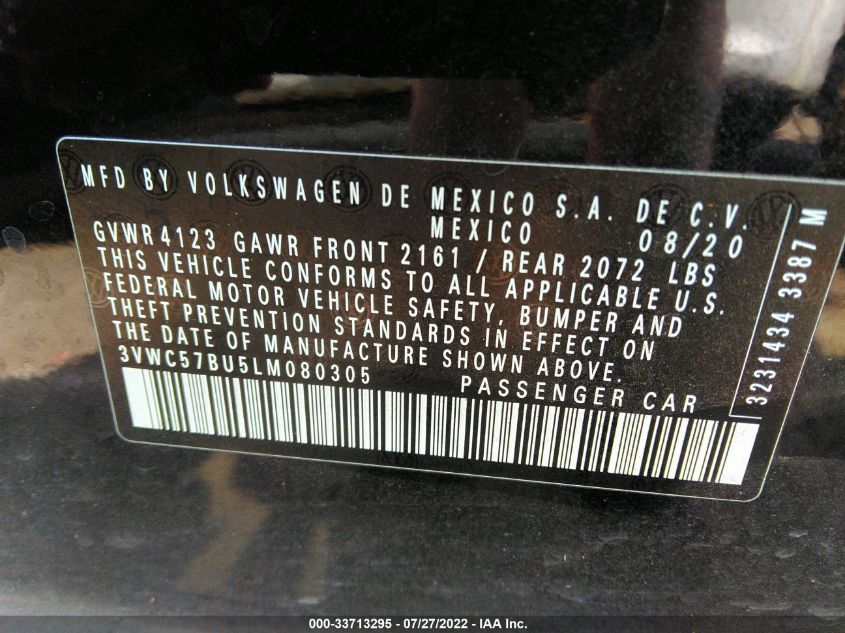 MFD BY VOLKSWAGEN DE MEXICO S.A. DE C.V.
MEXICO 08/20
GVWR 4123 GAWR FRONT 2161 / REAR 2072 LBS
THIS VEHICLE CONFORMS TO ALL APPLICABLE U.S.
FEDERAL MOTOR VEHICLE SAFETY, BUMPER AND
THEFT PREVENTION STANDARDS IN EFFECT ON
THE DATE OF MANUFACTURE SHOWN ABOVE.
3VWC57BU5LM080305 PASSENGER CAR
3231434 3387 M
000-33713295 - 07/27/2022 - IAA Inc.